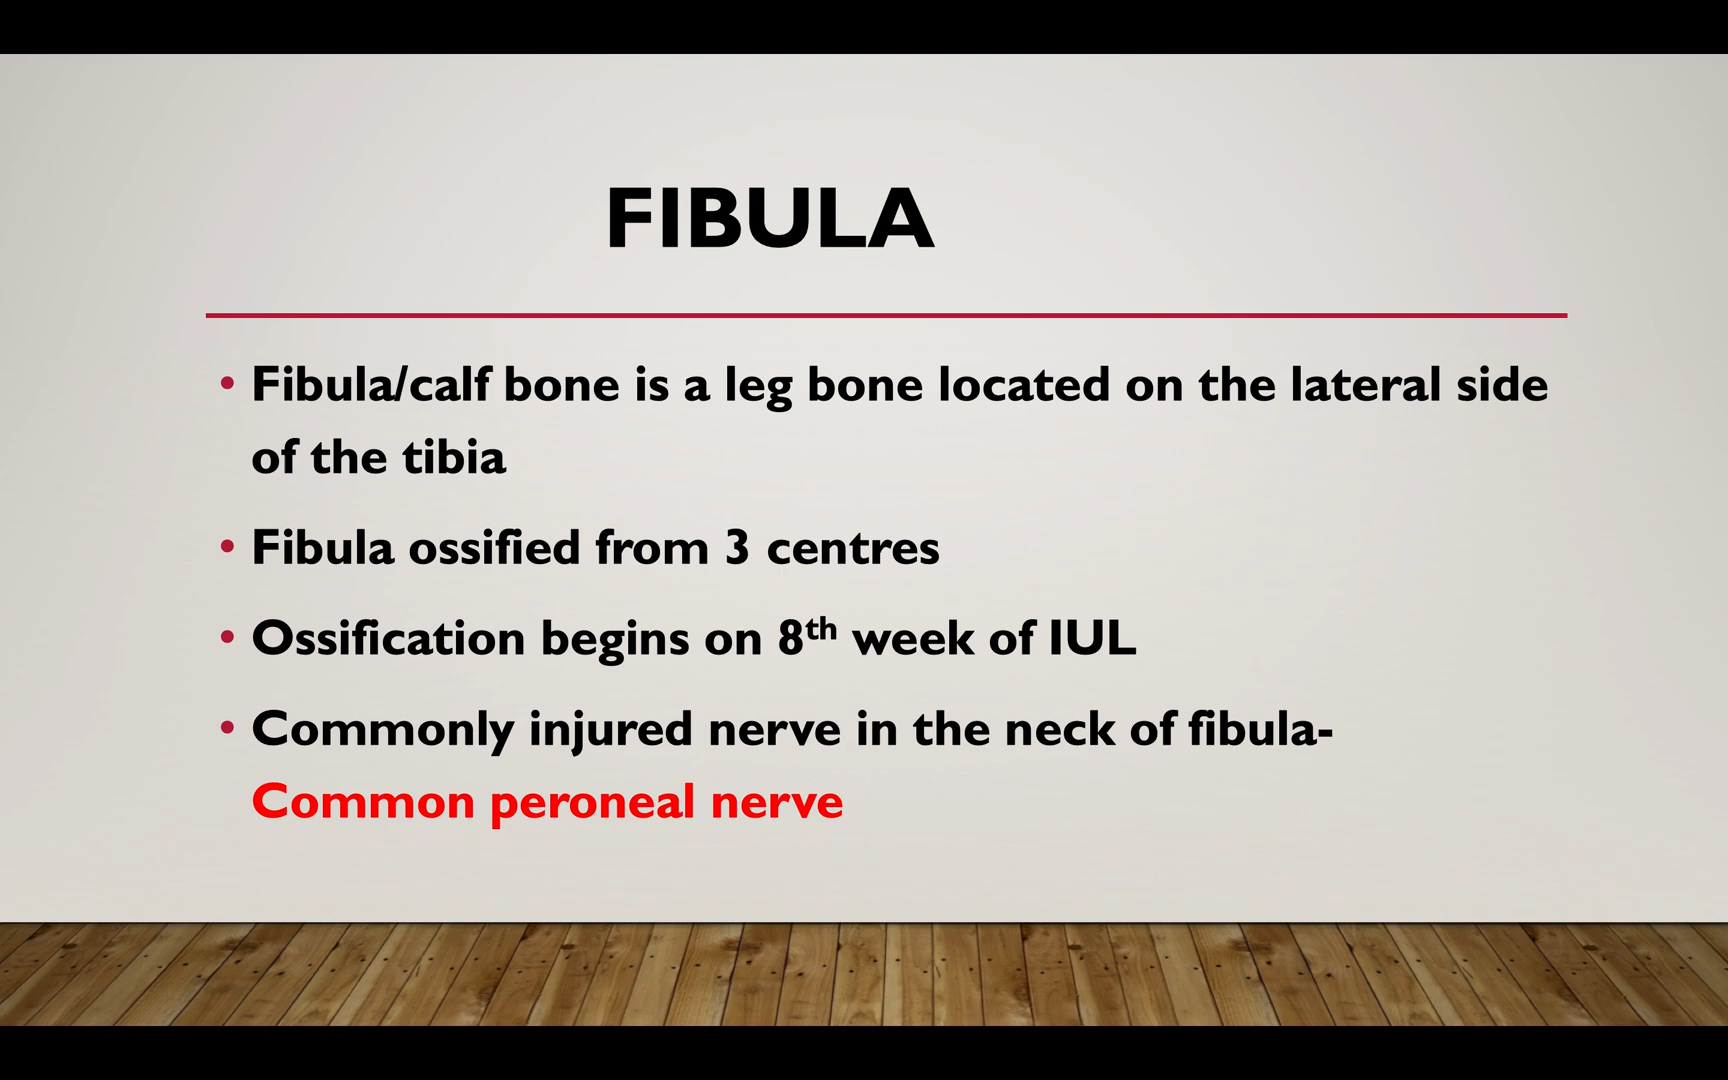 FIBULA
• Fibula/calf bone is a leg bone located on the lateral side
of the tibia
• Fibula ossified from 3 centres
• Ossification begins on 8th week of IUL
• Commonly injured nerve in the neck of fibula-
Common peroneal nerve